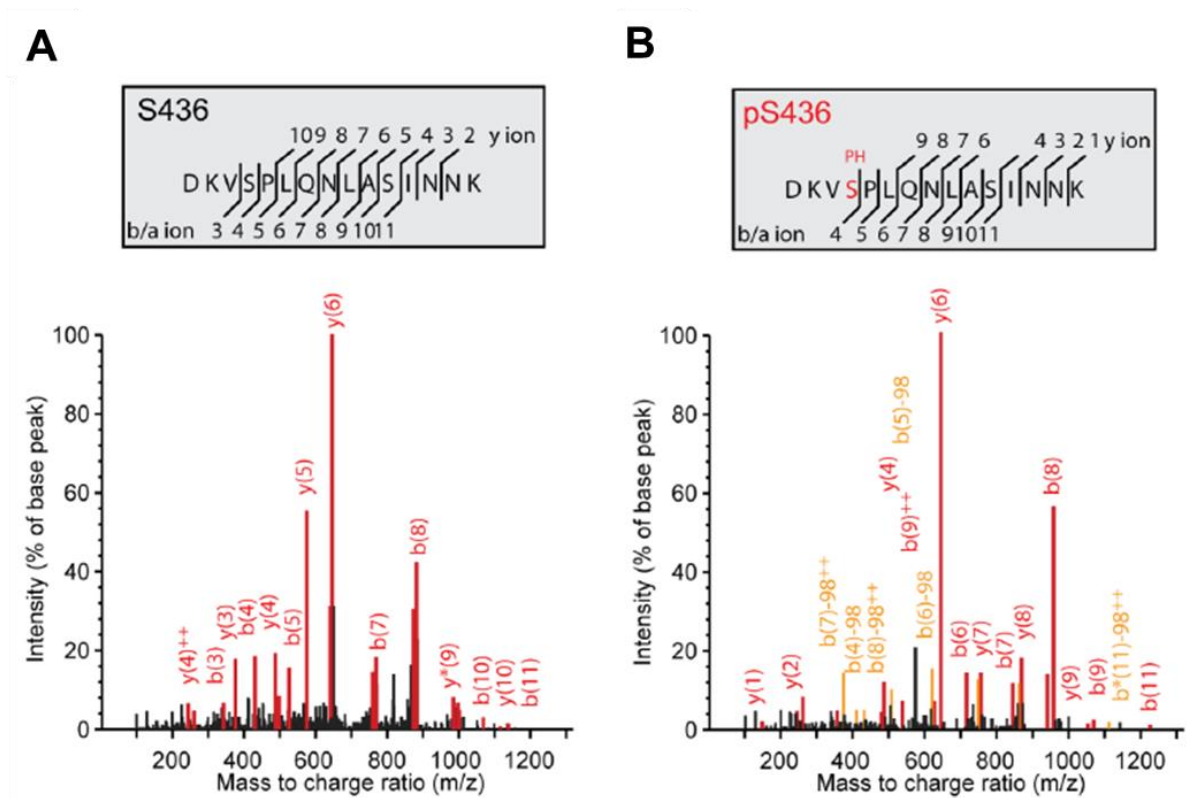 A
S436
10 9 8 7 6 5 4 3 2 y ion
D K V S P L Q N L A S I N N K
b/a ion 3 4 5 6 7 8 9 10 11
Intensity (% of base peak)
100
80
60
40
20
0
y(4)++
b(3)
y(3)
b(4)
y(4)
b(5)
y(5)
y(6)
b(7)
b(8)
y*(9)
b(10)
y(10)
b(11)
200 400 600 800 1000 1200
Mass to charge ratio (m/z)
B
pS436
9 8 7 6 4 3 2 1 y ion
PH
D K V S P L Q N L A S I N N K
b/a ion 4 5 6 7 8 9 10 11
Intensity (% of base peak)
100
80
60
40
20
0
y(1)
y(2)
b(7)-98++
b(4)-98
b(8)-98++
y(4)
b(5)-98
b(9)++
b(6)-98
y(6)
b(6)
y(7)
b(7)
y(8)
b(8)
y(9)
b(9)
b*(11)-98++
b(11)
200 400 600 800 1000 1200
Mass to charge ratio (m/z)